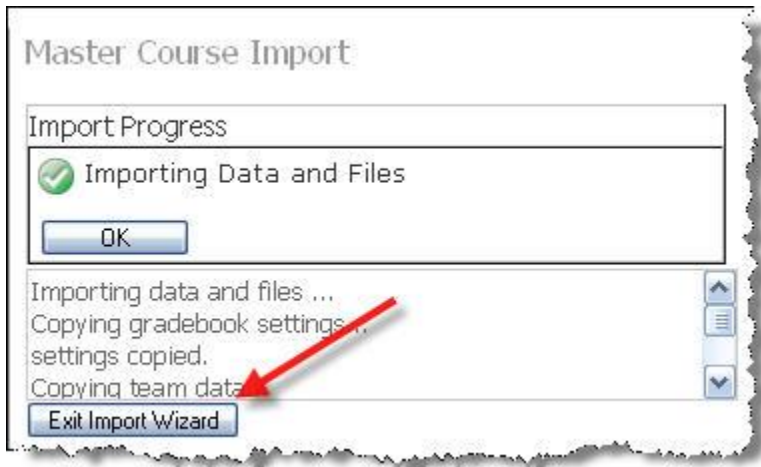 Master Course Import
Import Progress
Importing Data and Files
OK
Importing data and files ...
Copying gradebook settings...
settings copied.
Copying team data
Exit Import Wizard